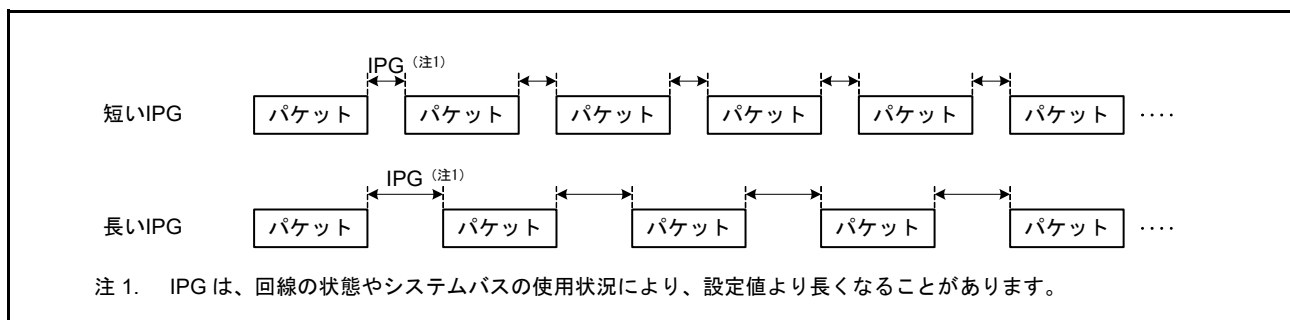 IPG（注1）
短いIPG パケット パケット パケット パケット パケット パケット ····
IPG（注1）
長いIPG パケット パケット パケット パケット パケット ····
注 1. IPG は、回線の状態やシステムバスの使用状況により、設定値より長くなることがあります。